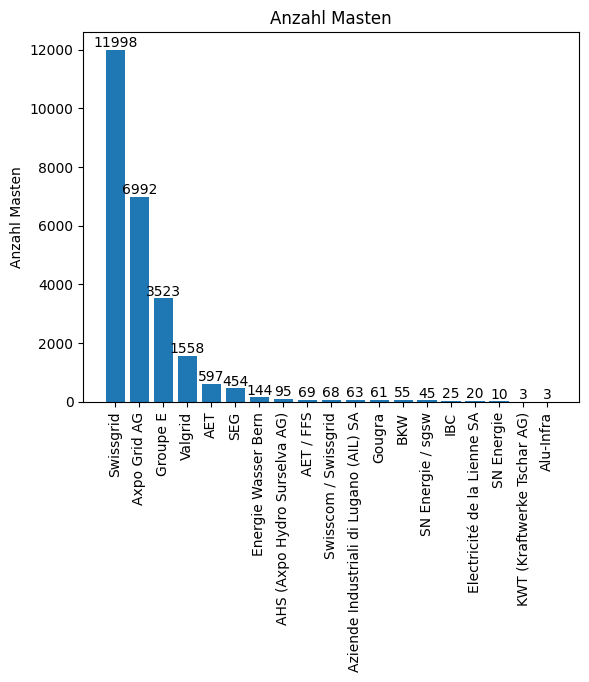 Anzahl Masten
Anzahl Masten
12000
10000
8000
6000
4000
2000
0
11998
6992
3523
1558
597
454
144
95
69
68
63
61
55
45
25
20
10
3
3
Swissgrid
Axpo Grid AG
Groupe E
Valgrid
AET
SEG
Energie Wasser Bern
AHS (Axpo Hydro Surselva AG)
AET / FFS
Swisscom / Swissgrid
Aziende Industriali di Lugano (AIL) SA
Gougra
BKW
SN Energie / sgsw
IBC
Electricité de la Lienne SA
SN Energie
KWT (Kraftwerke Tschar AG)
Alu-Infra